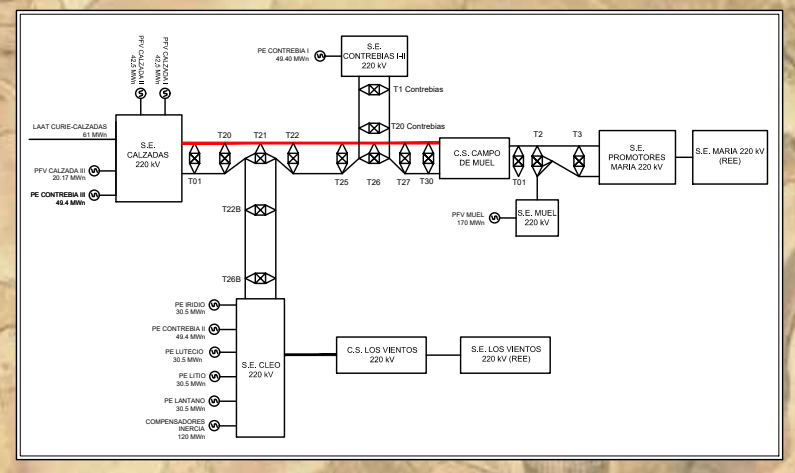 PFV CALZADA II
42,5 MWn
PFV CALZADA I
42,5 MWn
PE CONTREBIA I
49.40 MWn
S.E.
CONTREBIAS I-II
220 kV
T1 Contrebias
T20 Contrebias
LAAT CURIE-CALZADAS
61 MWn
S.E.
CALZADAS
220 kV
PFV CALZADA III
20.17 MWn
PE CONTREBIA III
49.4 MWn
T20
T21
T22
T01
T25
T26
T27
T30
C.S. CAMPO
DE MUEL
T2
T3
T01
S.E.
PROMOTORES
MARIA 220 kV
S.E. MARIA 220 kV
(REE)
PFV MUEL
170 MWn
S.E. MUEL
220 kV
T22B
T26B
PE IRIDIO
30.5 MWn
PE CONTREBIA II
49.4 MWn
PE LUTECIO
30.5 MWn
PE LITIO
30.5 MWn
PE LANTANO
30.5 MWn
COMPENSADORES
INERCIA
120 MWn
S.E. CLEO
220 kV
C.S. LOS VIENTOS
220 kV
S.E. LOS VIENTOS
220 kV (REE)